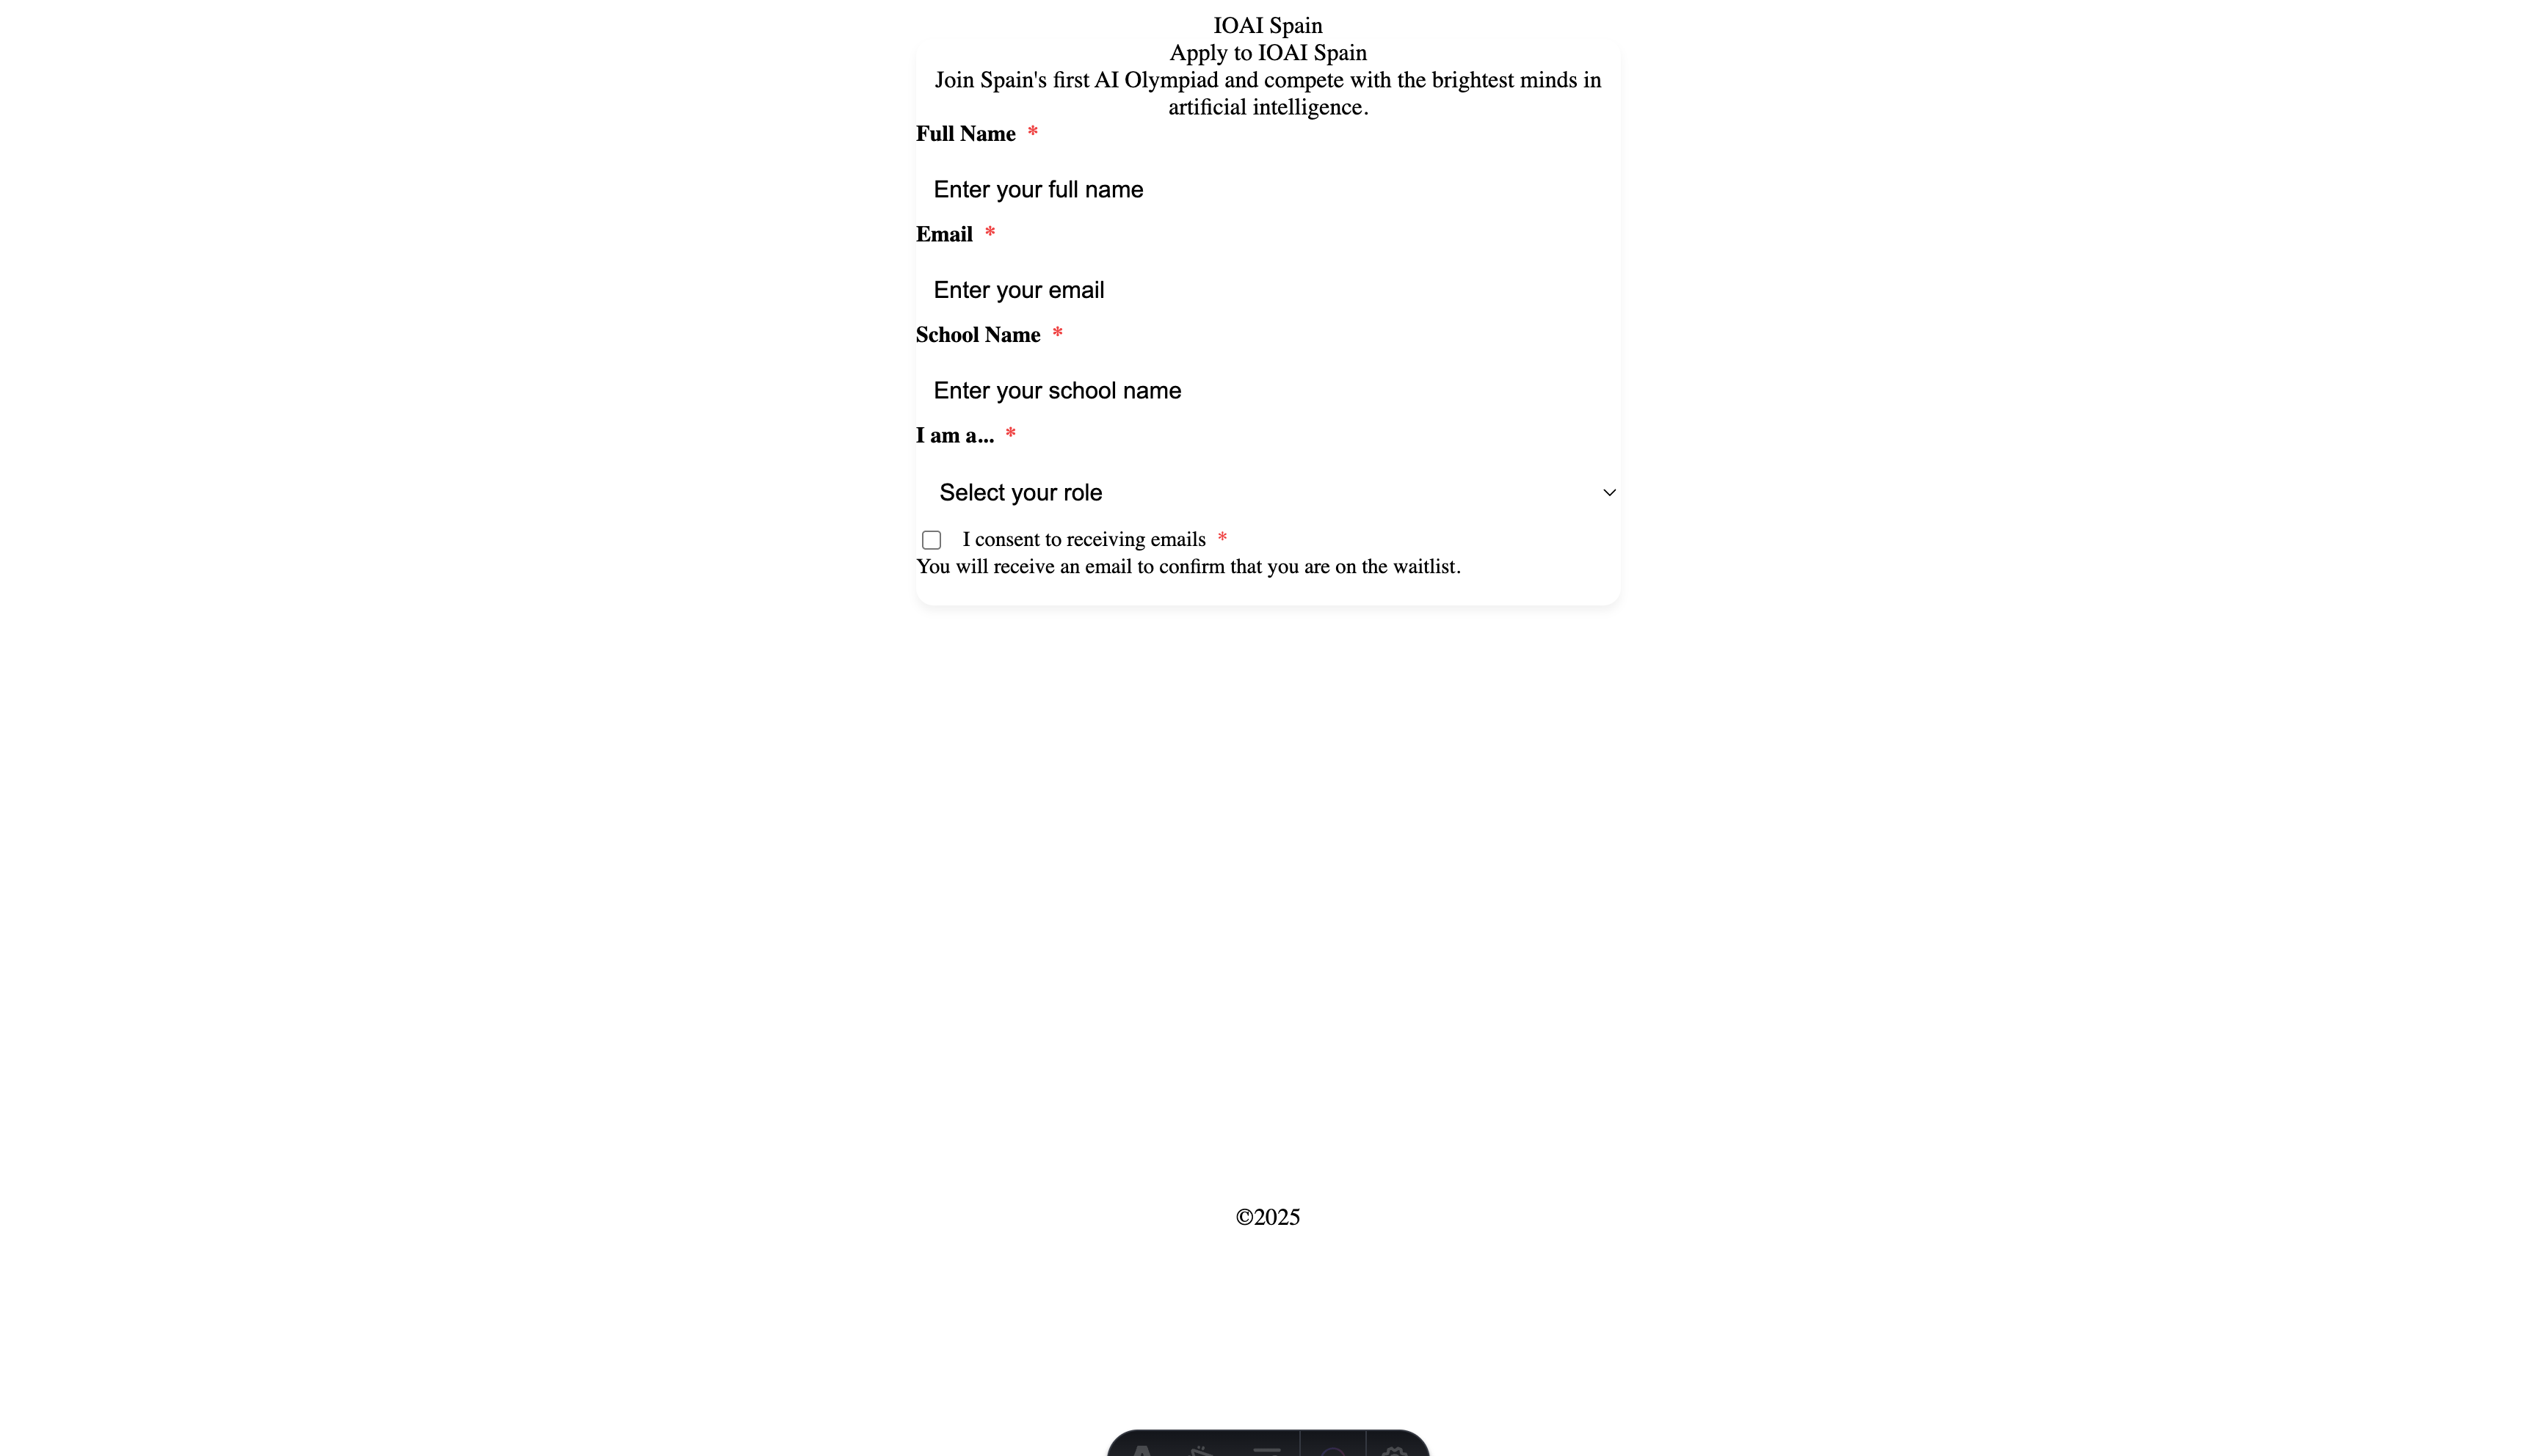 IOAI Spain
Apply to IOAI Spain
Join Spain's first AI Olympiad and compete with the brightest minds in
artificial intelligence.
Full Name *
Enter your full name
Email *
Enter your email
School Name *
Enter your school name
I am a... *
Select your role
I consent to receiving emails *
You will receive an email to confirm that you are on the waitlist.
©2025